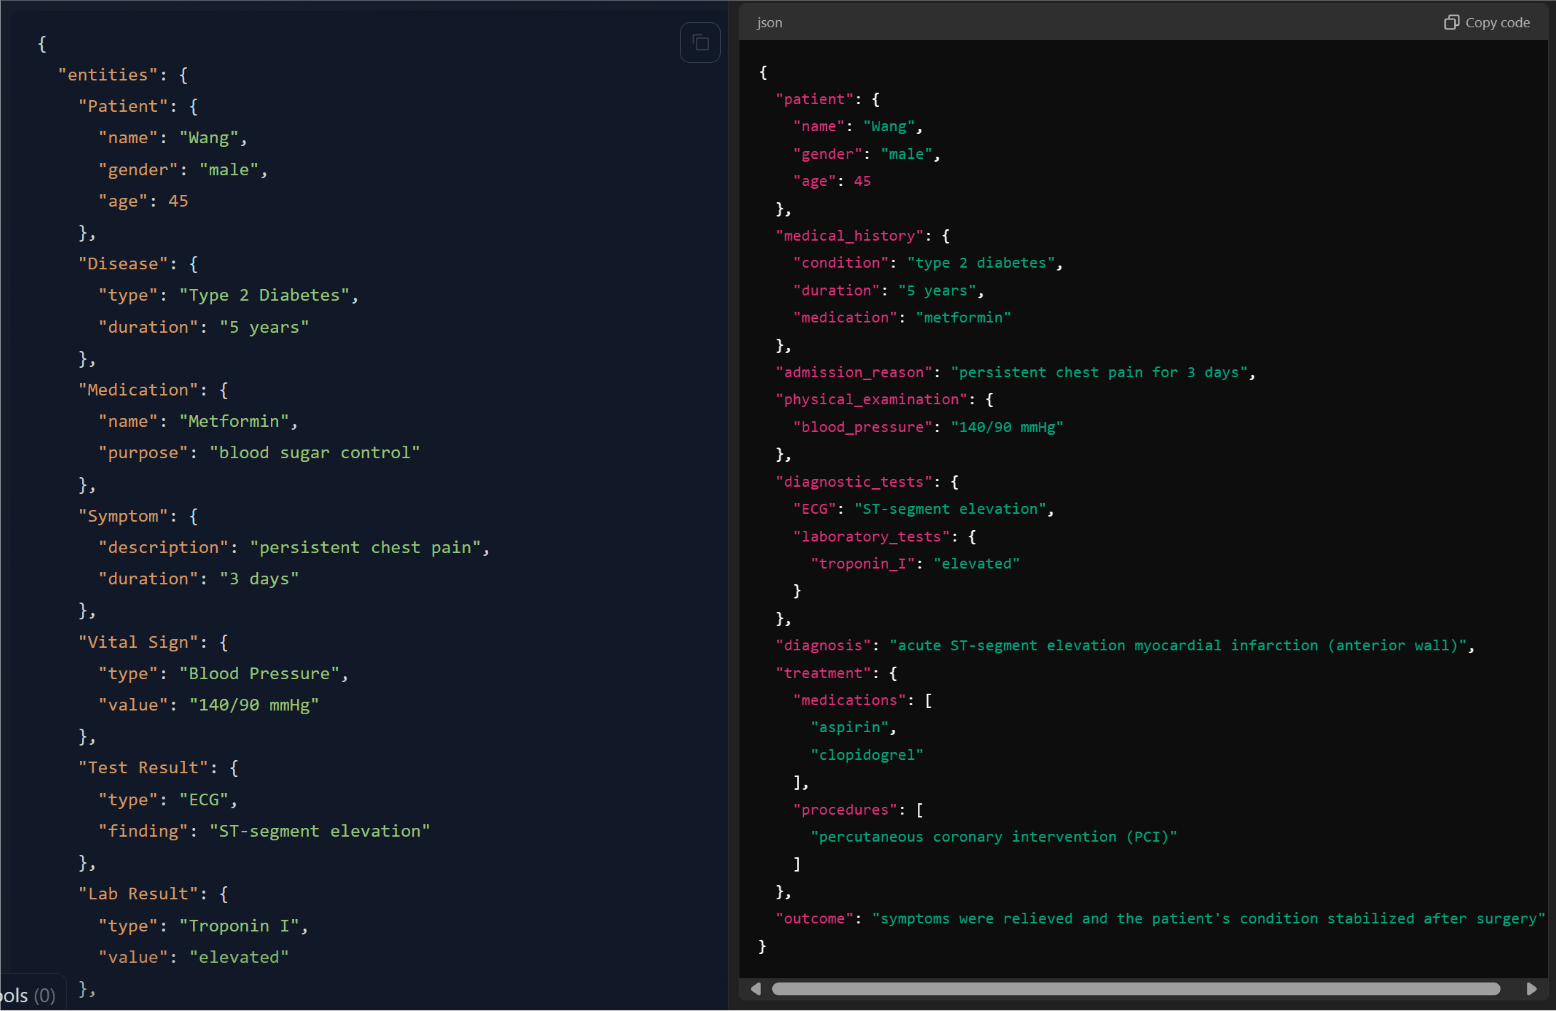 {
  "entities": {
    "Patient": {
      "name": "Wang",
      "gender": "male",
      "age": 45
    },
    "Disease": {
      "type": "Type 2 Diabetes",
      "duration": "5 years"
    },
    "Medication": {
      "name": "Metformin",
      "purpose": "blood sugar control"
    },
    "Symptom": {
      "description": "persistent chest pain",
      "duration": "3 days"
    },
    "Vital Sign": {
      "type": "Blood Pressure",
      "value": "140/90 mmHg"
    },
    "Test Result": {
      "type": "ECG",
      "finding": "ST-segment elevation"
    },
    "Lab Result": {
      "type": "Troponin I",
      "value": "elevated"
    },
ols (0)
json
Copy code
{
  "patient": {
    "name": "Wang",
    "gender": "male",
    "age": 45
  },
  "medical_history": {
    "condition": "type 2 diabetes",
    "duration": "5 years",
    "medication": "metformin"
  },
  "admission_reason": "persistent chest pain for 3 days",
  "physical_examination": {
    "blood_pressure": "140/90 mmHg"
  },
  "diagnostic_tests": {
    "ECG": "ST-segment elevation",
    "laboratory_tests": {
      "troponin_I": "elevated"
    }
  },
  "diagnosis": "acute ST-segment elevation myocardial infarction (anterior wall)",
  "treatment": {
    "medications": [
      "aspirin",
      "clopidogrel"
    ],
    "procedures": [
      "percutaneous coronary intervention (PCI)"
    ]
  },
  "outcome": "symptoms were relieved and the patient's condition stabilized after surgery"
}